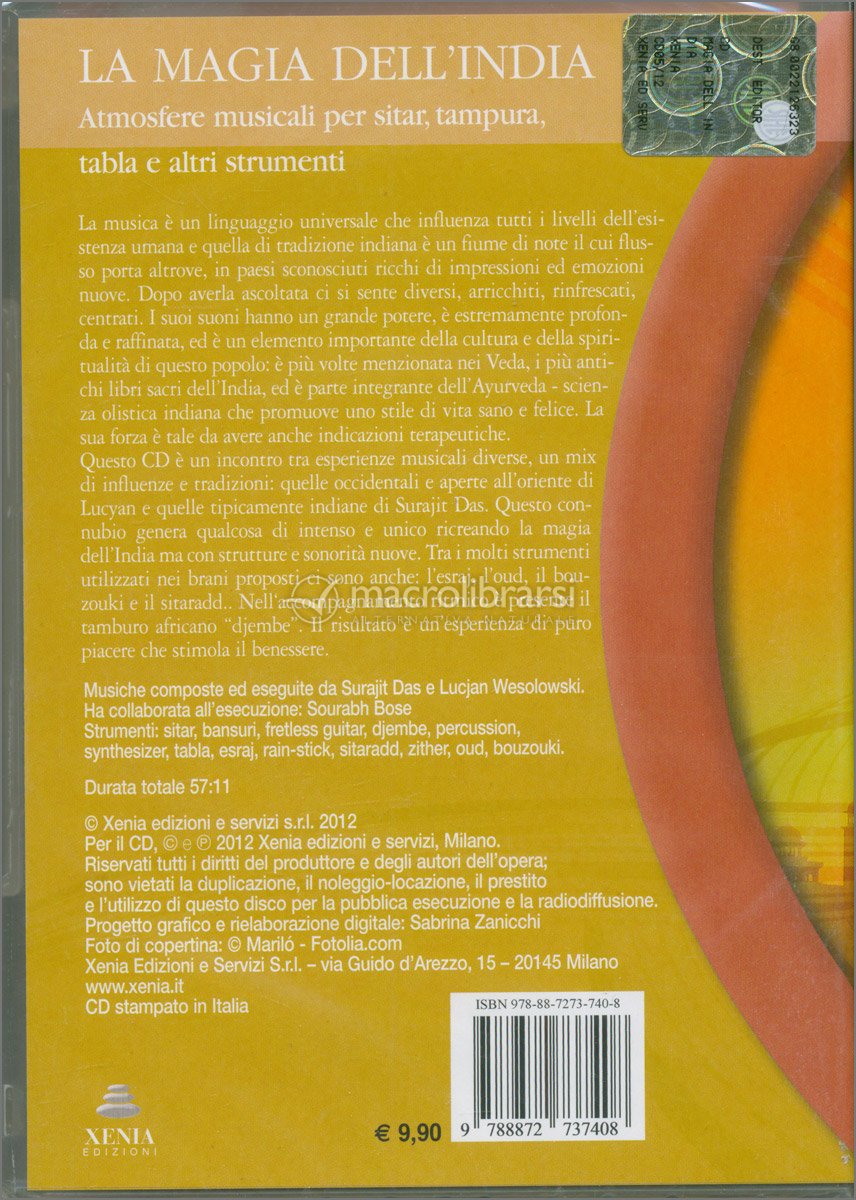 LA MAGIA DELL'INDIA
Atmosfere musicali per sitar, tampura,
tabla e altri strumenti
La musica è un linguaggio universale che influenza tutti i livelli dell'esi-
stenza umana e quella di tradizione indiana è un fiume di note il cui flus-
so porta altrove, in paesi sconosciuti ricchi di impressioni ed emozioni
nuove. Dopo averla ascoltata ci si sente diversi, arricchiti, rinfrescati,
centrati. I suoi suoni hanno un grande potere, è estremamente profon-
da e raffinata, ed è un elemento importante della cultura e della spiri-
tualità di questo popolo: è più volte menzionata nei Veda, i più anti-
chi libri sacri dell'India, ed è parte integrante dell'Ayurveda - scien-
za olistica indiana che promuove uno stile di vita sano e felice. La
sua forza è tale da avere anche indicazioni terapeutiche.
Questo CD è un incontro tra esperienze musicali diverse, un mix
di influenze e tradizioni: quelle occidentali e aperte all'oriente di
Lucyan e quelle tipicamente indiane di Surajit Das. Questo con-
nubio genera qualcosa di intenso e unico ricreando la magia
dell'India ma con strutture e sonorità nuove. Tra i molti strumenti
utilizzati nei brani proposti ci sono anche: l'esraj, l'oud, il bou-
zouki e il sitaradd.. Nell'accompagnamento ritmico è presente il
tamburo africano "djembe". Il risultato è un'esperienza di puro
piacere che stimola il benessere.
macrolibrarsi
ALTERNATIVA NATURALE
Musiche composte ed eseguite da Surajit Das e Lucjan Wesolowski.
Ha collaborata all'esecuzione: Sourabh Bose
Strumenti: sitar, bansuri, fretless guitar, djembe, percussion,
synthesizer, tabla, esraj, rain-stick, sitaradd, zither, oud, bouzouki.
Durata totale 57:11
© Xenia edizioni e servizi s.r.l. 2012
Per il CD, © e ℗ 2012 Xenia edizioni e servizi, Milano.
Riservati tutti i diritti del produttore e degli autori dell'opera;
sono vietati la duplicazione, il noleggio-locazione, il prestito
e l'utilizzo di questo disco per la pubblica esecuzione e la radiodiffusione.
Progetto grafico e rielaborazione digitale: Sabrina Zanicchi
Foto di copertina: © Mariló - Fotolia.com
Xenia Edizioni e Servizi S.r.l. – via Guido d'Arezzo, 15 – 20145 Milano
www.xenia.it
CD stampato in Italia
ISBN 978-88-7273-740-8
9 788872 737408
€ 9,90
XENIA
EDIZIONI
DEST. EDITOR
CD
MAGIA DELL IN
DIA
XENIA
CD05/12
XENIA ED SERV